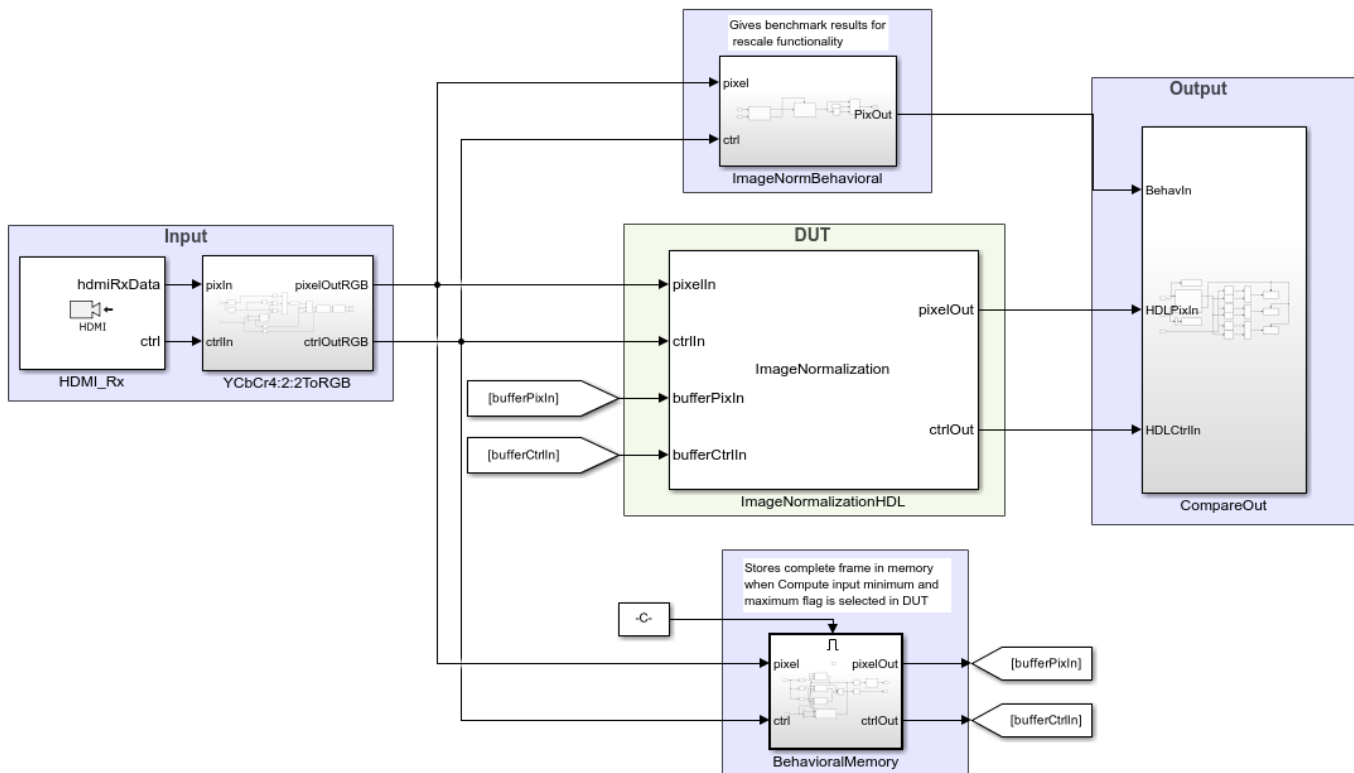 Gives benchmark results for
rescale functionality
pixel
ctrl
PixOut
ImageNormBehavioral
Output
BehavIn
HDLPixIn
HDLCtrlIn
CompareOut
Input
hdmiRxData
HDMI
ctrl
HDMI_Rx
pixIn
ctrlIn
pixelOutRGB
ctrlOutRGB
YCbCr4:2:2ToRGB
DUT
pixelIn
ctrlIn
bufferPixIn
bufferCtrlIn
ImageNormalization
pixelOut
ctrlOut
ImageNormalizationHDL
[bufferPixIn]
[bufferCtrlIn]
Stores complete frame in memory
when Compute input minimum and
maximum flag is selected in DUT
-C-
pixel
ctrl
pixelOut
ctrlOut
BehavioralMemory
[bufferPixIn]
[bufferCtrlIn]